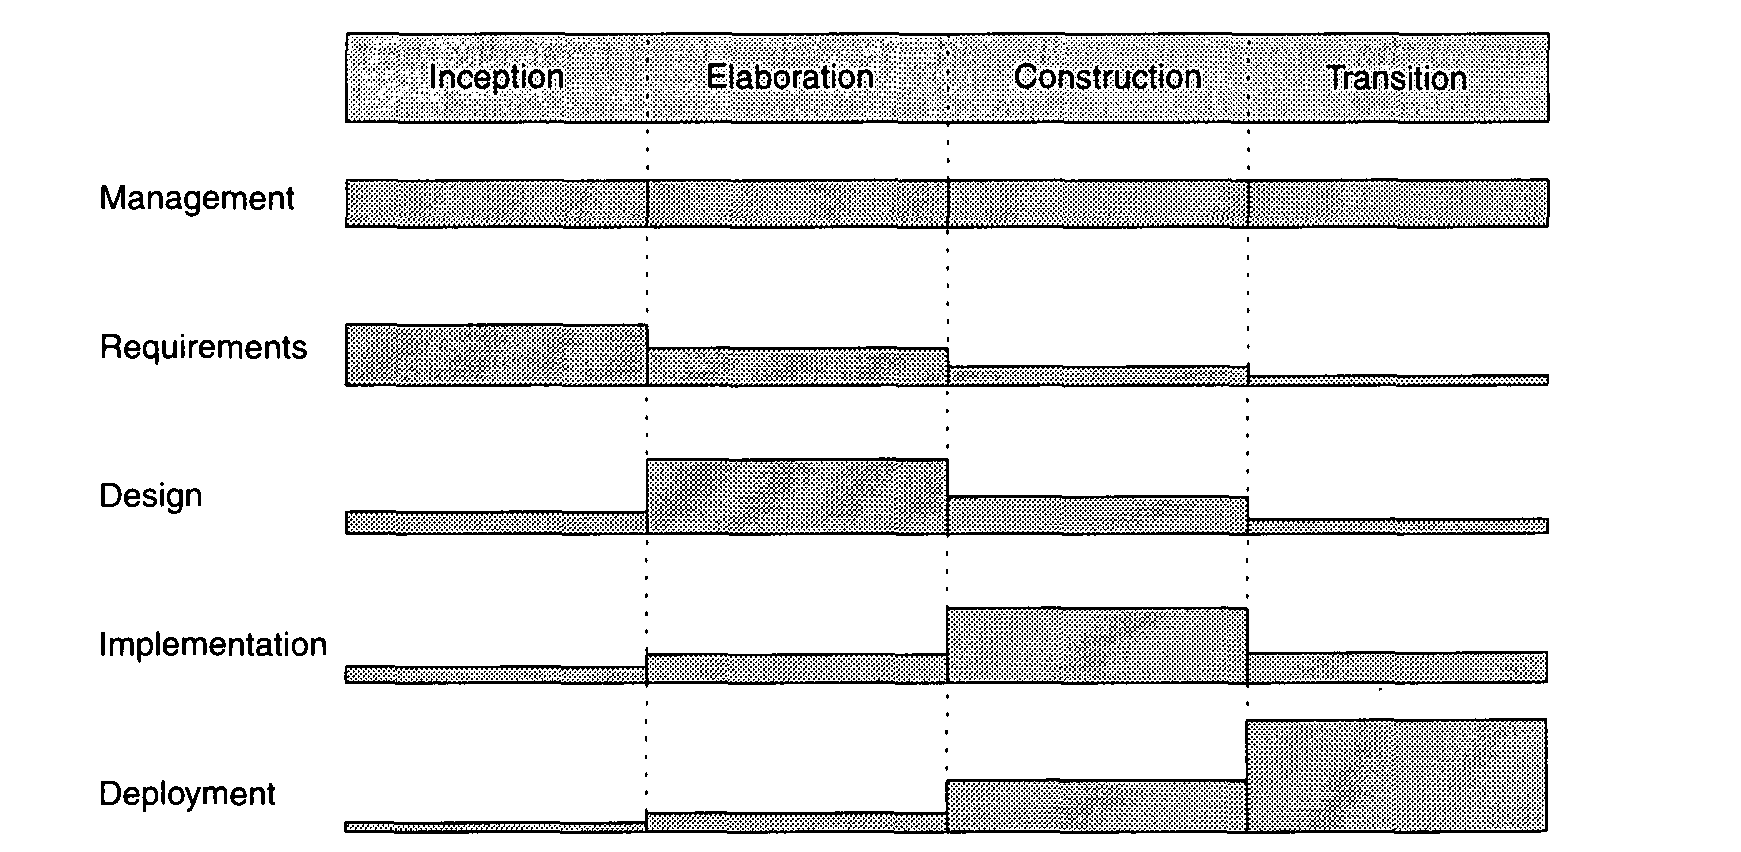 Inception Elaboration Construction Transition
Management
Requirements
Design
Implementation
Deployment